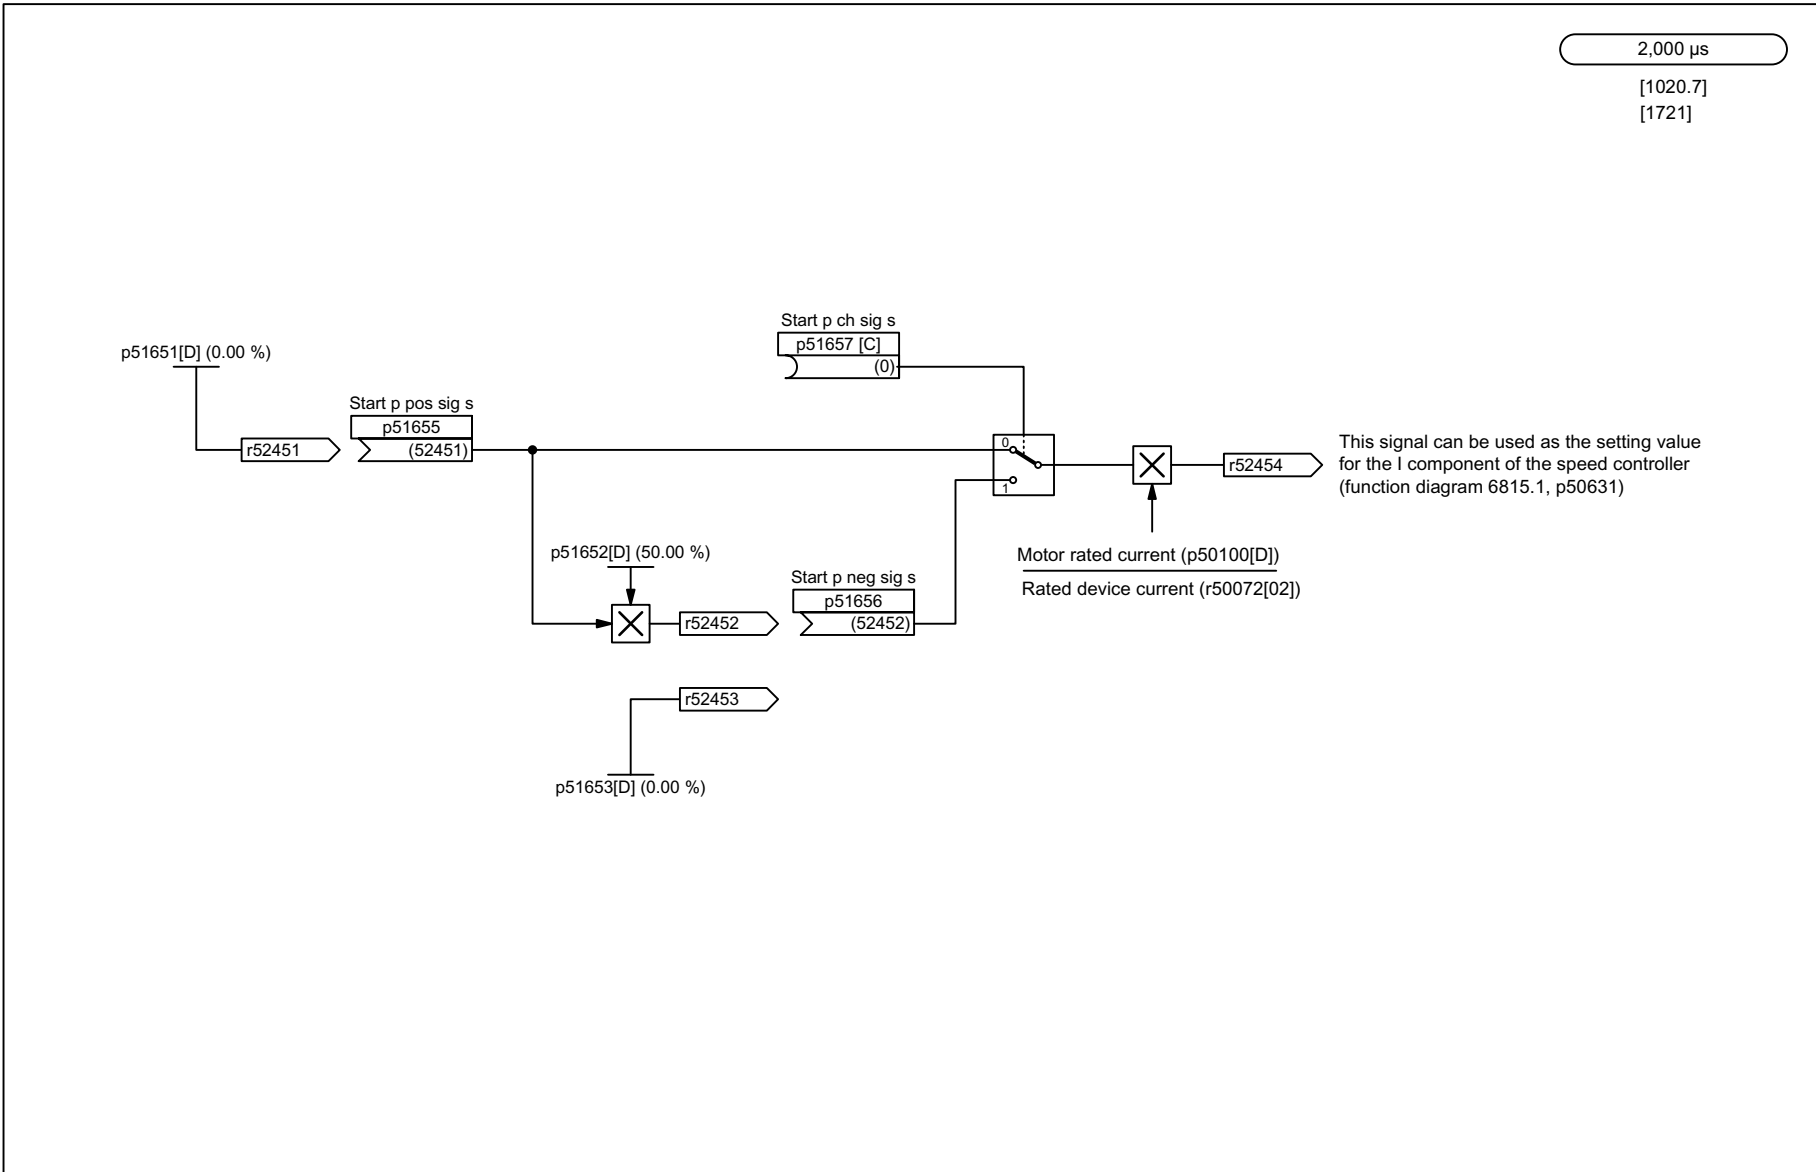 2,000 µs
[1020.7]
[1721]
Start p ch sig s
p51657 [C]
(0)
p51651[D] (0.00 %)
Start p pos sig s
p51655
r52451
(52451)
0
1
r52454
This signal can be used as the setting value
for the I component of the speed controller
(function diagram 6815.1, p50631)
p51652[D] (50.00 %)
Motor rated current (p50100[D])
Rated device current (r50072[02])
Start p neg sig s
p51656
r52452
(52452)
r52453
p51653[D] (0.00 %)